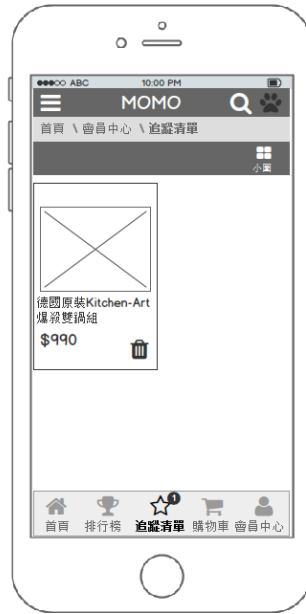 ABC 10:00 PM
MOMO
首頁 \ 會員中心 \ 追蹤清單
小圖
德國原裝Kitchen-Art
爆殺雙鍋組
$990
1
首頁 排行榜 追蹤清單 購物車 會員中心